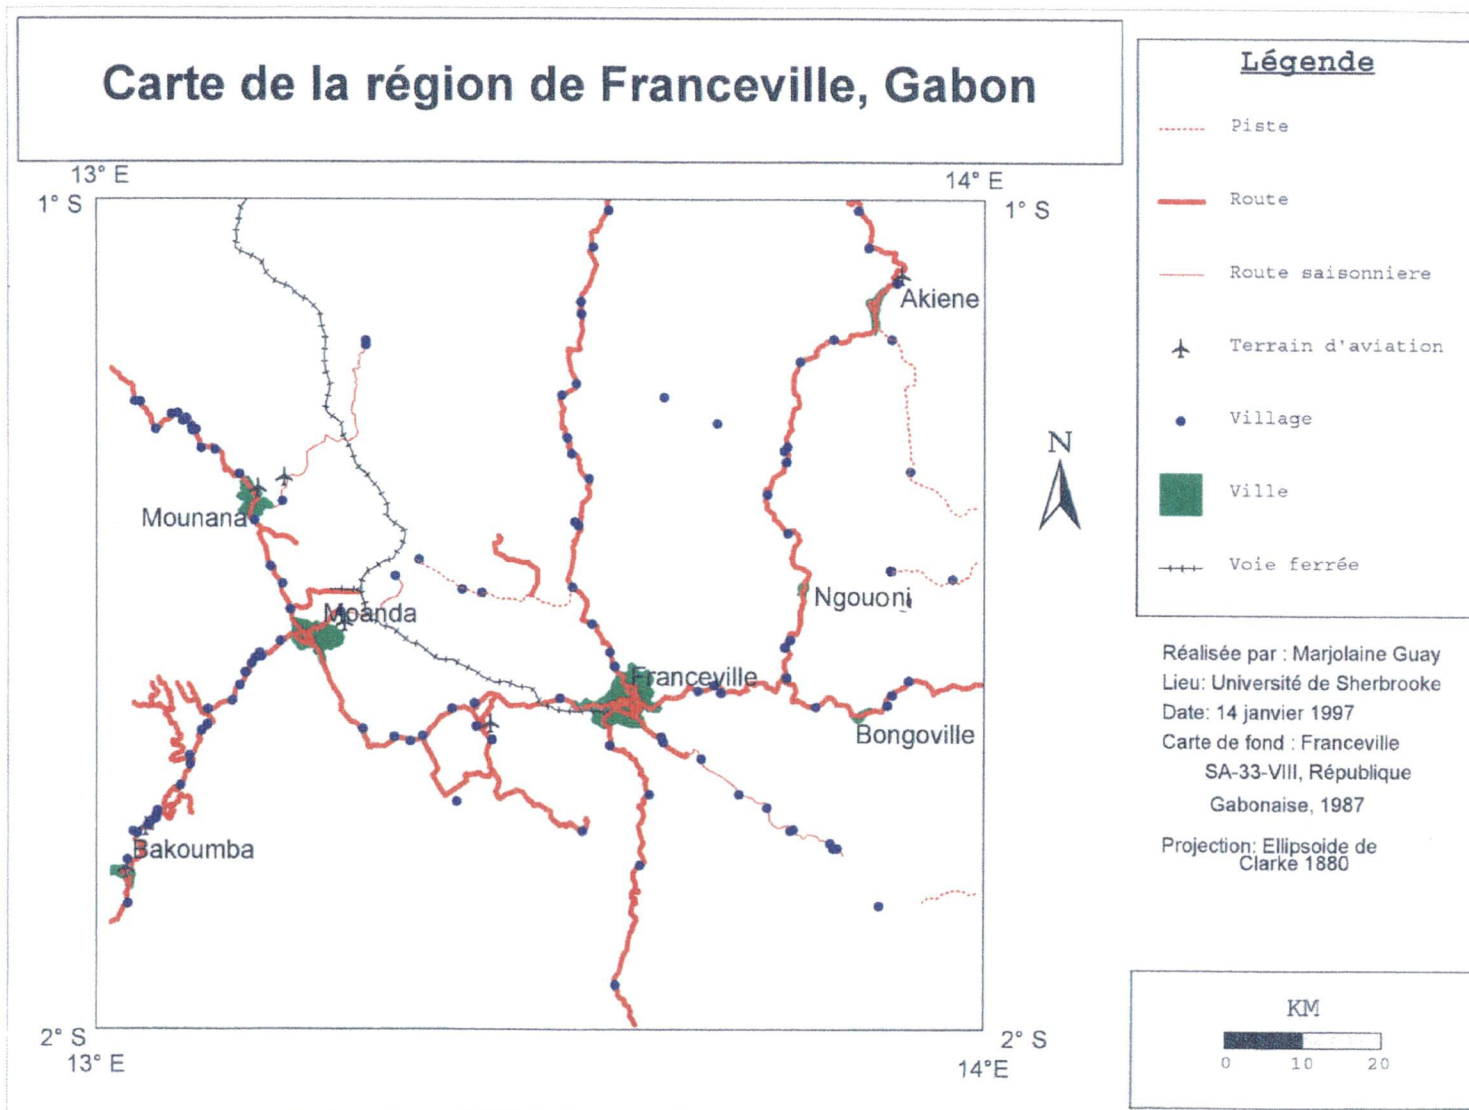 Carte de la région de Franceville, Gabon
13° E
14° E
1° S
1° S
Akiene
Mounana
Moanda
Ngouoni
Franceville
Bongoville
Bakoumba
N
2° S
2° S
13° E
14°E
Légende
Piste
Route
Route saisonniere
Terrain d'aviation
Village
Ville
Voie ferrée
Réalisée par : Marjolaine Guay
Lieu: Université de Sherbrooke
Date: 14 janvier 1997
Carte de fond : Franceville
SA-33-VIII, République
Gabonaise, 1987
Projection: Ellipsoide de
Clarke 1880
KM
0 10 20